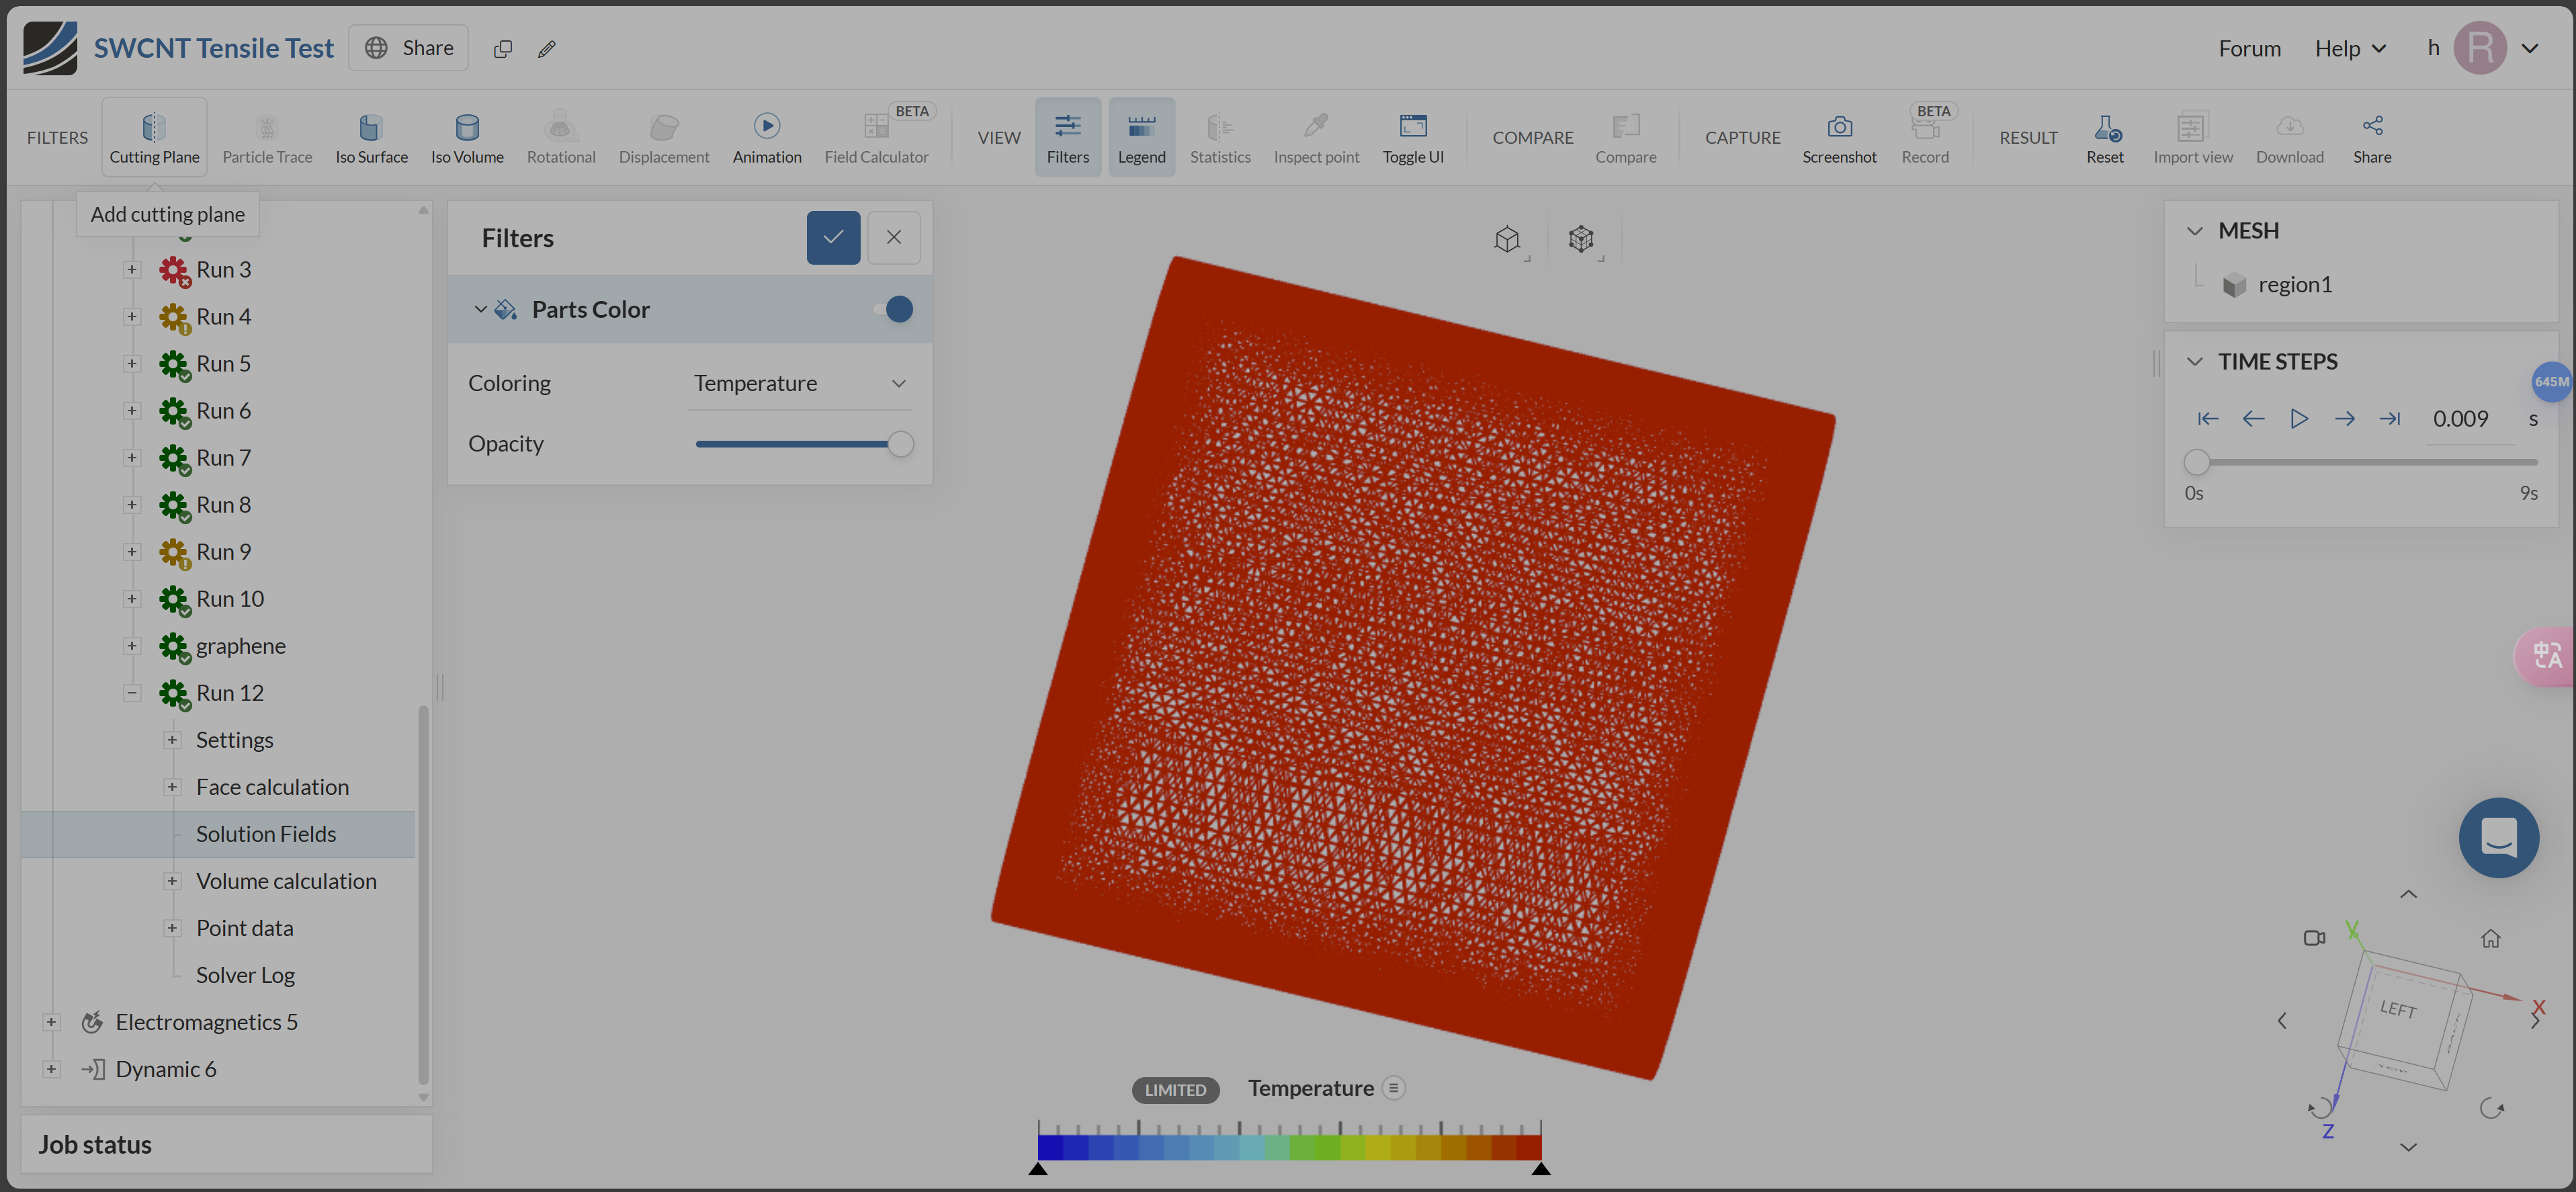 SWCNT Tensile Test
Share
Forum
Help
h
R
FILTERS
Cutting Plane
Particle Trace
Iso Surface
Iso Volume
Rotational
Displacement
Animation
BETA
Field Calculator
VIEW
Filters
Legend
Statistics
Inspect point
Toggle UI
COMPARE
Compare
CAPTURE
Screenshot
BETA
Record
RESULT
Reset
Import view
Download
Share
Add cutting plane
Run 3
Run 4
Run 5
Run 6
Run 7
Run 8
Run 9
Run 10
graphene
Run 12
Settings
Face calculation
Solution Fields
Volume calculation
Point data
Solver Log
Electromagnetics 5
Dynamic 6
Job status
Filters
Parts Color
Coloring
Temperature
Opacity
LIMITED
Temperature
MESH
region1
TIME STEPS
645M
0.009
s
0s
9s
中A
y
LEFT
X
Z